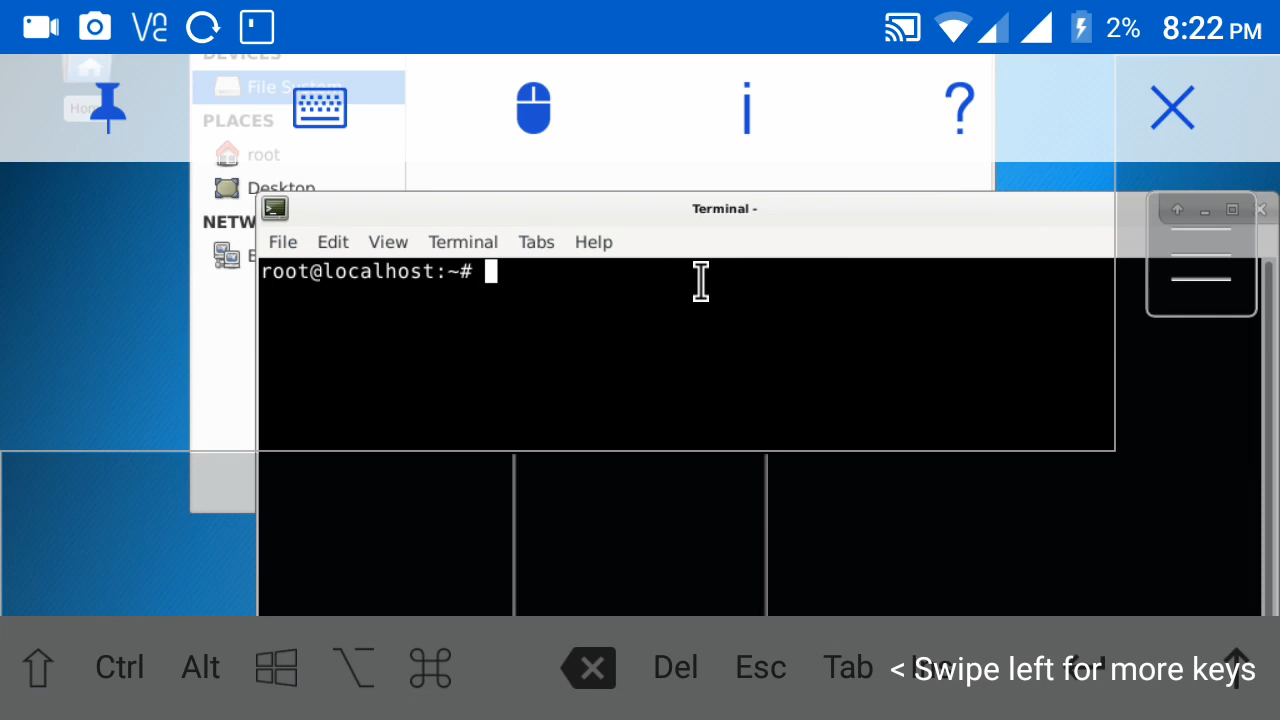 2% 8:22 PM
DEVICES
File System
Home
PLACES
root
Desktop
NETW
Terminal -
File Edit View Terminal Tabs Help
root@localhost:~#
Ctrl Alt Del Esc Tab
< Swipe left for more keys